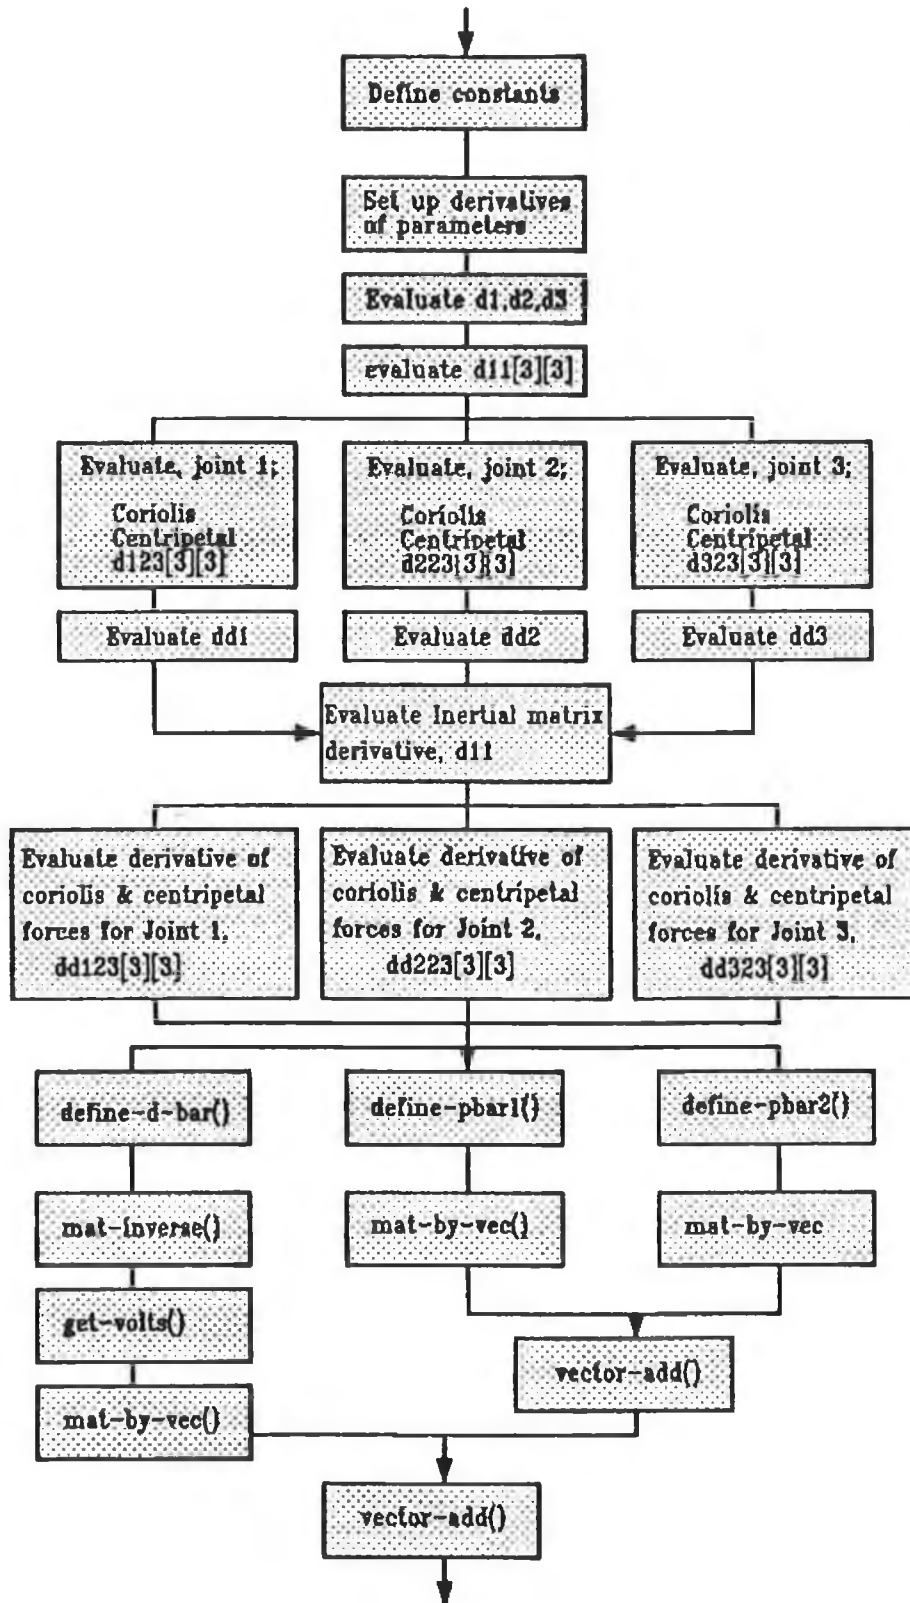 Define constants
Set up derivatives
of parameters
Evaluate d1,d2,d3
evaluate d11[3][3]
Evaluate, joint 1;
Coriolis
Centripetal
d123[3][3]
Evaluate, joint 2;
Coriolis
Centripetal
d223[3][3]
Evaluate, joint 3;
Coriolis
Centripetal
d323[3][3]
Evaluate dd1
Evaluate dd2
Evaluate dd3
Evaluate Inertial matrix
derivative, d11
Evaluate derivative of
coriolis & centripetal
forces for Joint 1,
dd123[3][3]
Evaluate derivative of
coriolis & centripetal
forces for Joint 2,
dd223[3][3]
Evaluate derivative of
coriolis & centripetal
forces for Joint 3,
dd323[3][3]
define-d-bar()
define-pbar1()
define-pbar2()
mat-inverse()
mat-by-vec()
mat-by-vec
get-volts()
vector-add()
mat-by-vec()
vector-add()